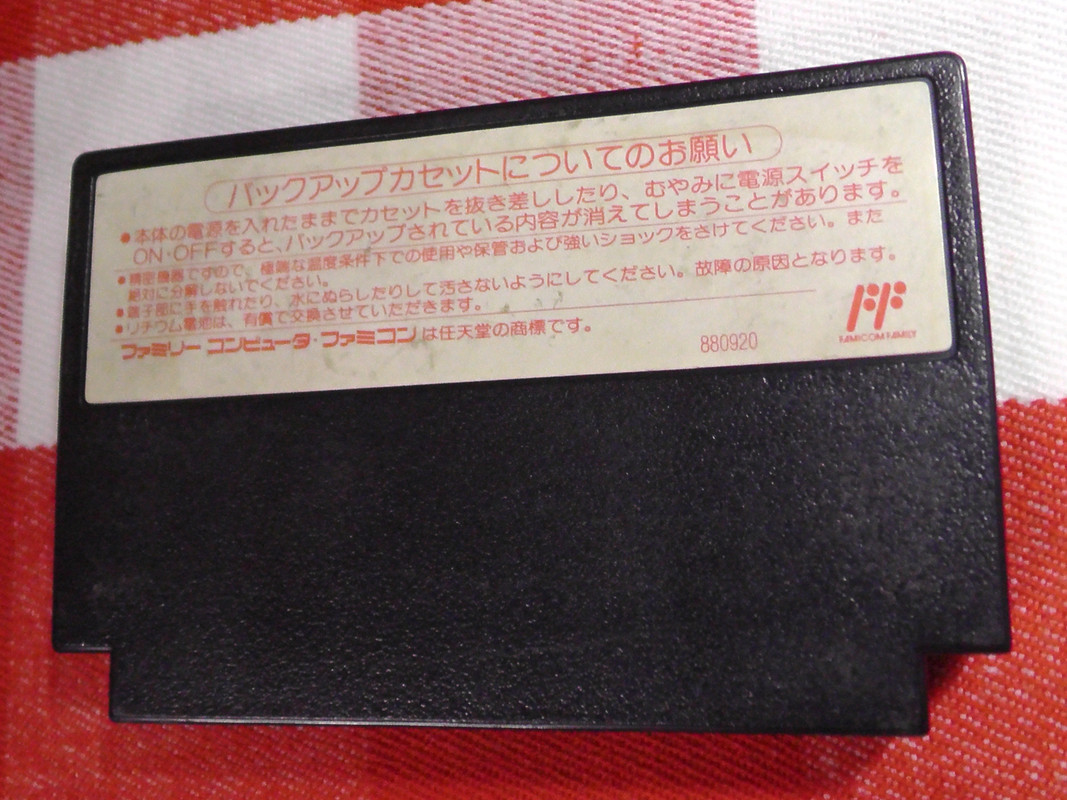 バックアップカセットについてのお願い
●本体の電源を入れたままでカセットを抜き差ししたり、むやみに電源スイッチを
ON・OFFすると、バックアップされている内容が消えてしまうことがあります。
●精密機器ですので、極端な温度条件下での使用や保管および強いショックをさけてください。また
絶対に分解しないでください。
●端子部に手を触れたり、水にぬらしたりして汚さないようにしてください。故障の原因となります。
●リチウム電池は、有償で交換させていただきます。
ファミリーコンピュータ・ファミコンは任天堂の商標です。
880920
FF
FAMICOM FAMILY